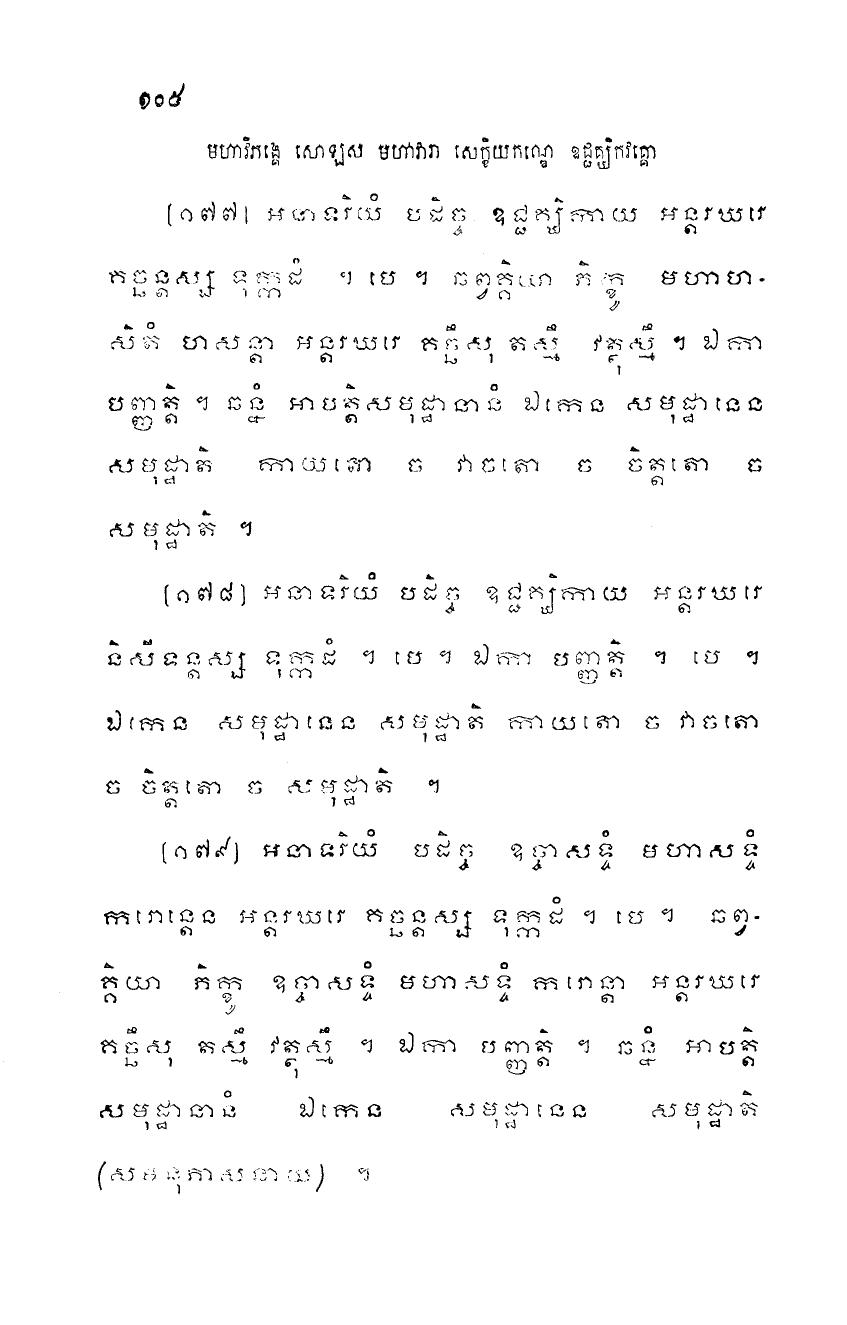 ១០៥
មហាវិភង្គេ សោឡស មហាវារា សេក្ខិយកណ្ឌេ ឧជ្ជគ្ឃិកវគ្គោ
[១៧៧] អនាទរិយំ បដិច្ច ឧជ្ជគ្ឃិកាយ អន្តរឃរេ
គច្ឆន្តស្ស ទុក្កដំ ។ បេ ។ ឆព្វគ្គិយា ភិក្ខូ មហាហ-
សិតំ ហសន្តា អន្តរឃរេ គច្ឆឹសុ តស្មឹ វត្ថុស្មឹ ។ ឯកា
បញ្ញត្តិ ។ ឆន្នំ អាបត្តិសមុដ្ឋានានំ ឯកេន សមុដ្ឋានេន
សមុដ្ឋាតិ កាយតោ ច វាចតោ ច ចិត្តតោ ច
សមុដ្ឋាតិ ។
[១៧៨] អនាទរិយំ បដិច្ច ឧជ្ជគ្ឃិកាយ អន្តរឃរេ
និសីទន្តស្ស ទុក្កដំ ។ បេ ។ ឯកា បញ្ញត្តិ ។ បេ ។
ឯកេន សមុដ្ឋានេន សមុដ្ឋាតិ កាយតោ ច វាចតោ
ច ចិត្តតោ ច សមុដ្ឋាតិ ។
[១៧៩] អនាទរិយំ បដិច្ច ឧច្ចាសទ្ទំ មហាសទ្ទំ
ករោន្តេន អន្តរឃរេ គច្ឆន្តស្ស ទុក្កដំ ។ បេ ។ ឆព្វ-
គ្គិយា ភិក្ខូ ឧច្ចាសទ្ទំ មហាសទ្ទំ ករោន្តា អន្តរឃរេ
គច្ឆឹសុ តស្មឹ វត្ថុស្មឹ ។ ឯកា បញ្ញត្តិ ។ ឆន្នំ អាបត្តិ
សមុដ្ឋានានំ ឯកេន សមុដ្ឋានេន សមុដ្ឋាតិ
(សមនុភាសនាយ) ។